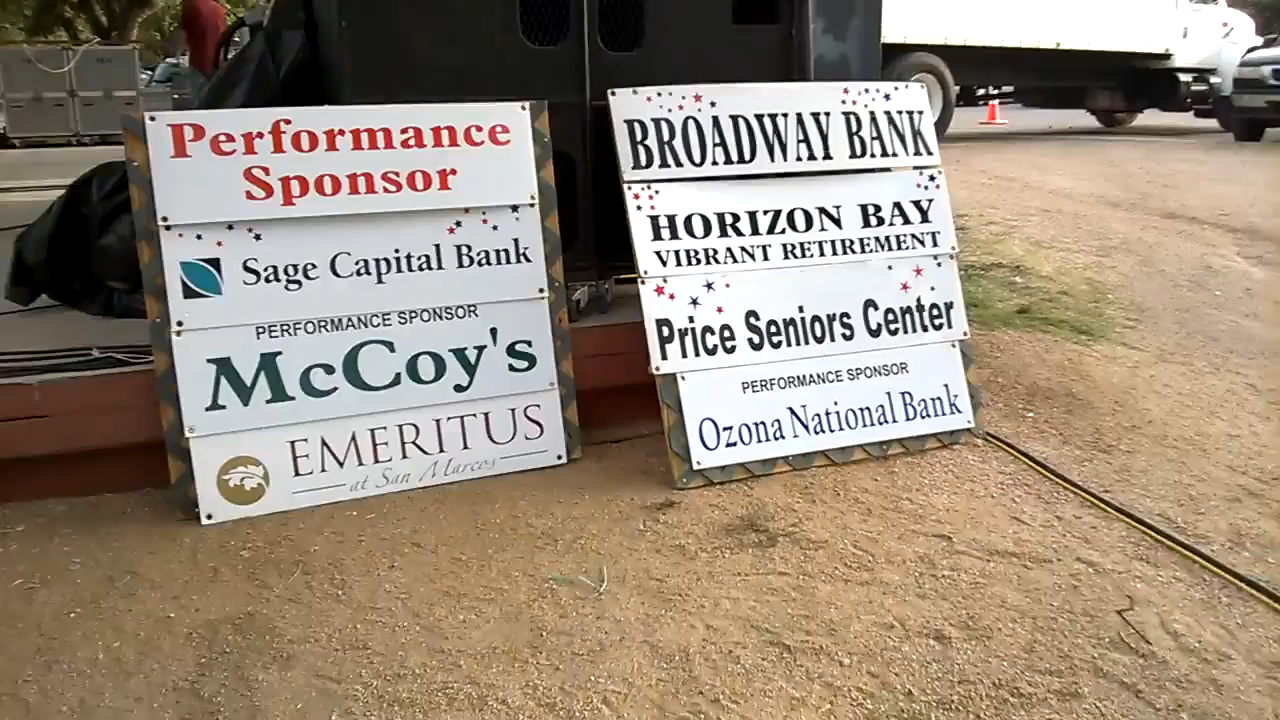 Performance
Sponsor
Sage Capital Bank
PERFORMANCE SPONSOR
McCoy's
EMERITUS
at San Marcos
BROADWAY BANK
HORIZON BAY
VIBRANT RETIREMENT
Price Seniors Center
PERFORMANCE SPONSOR
Ozona National Bank